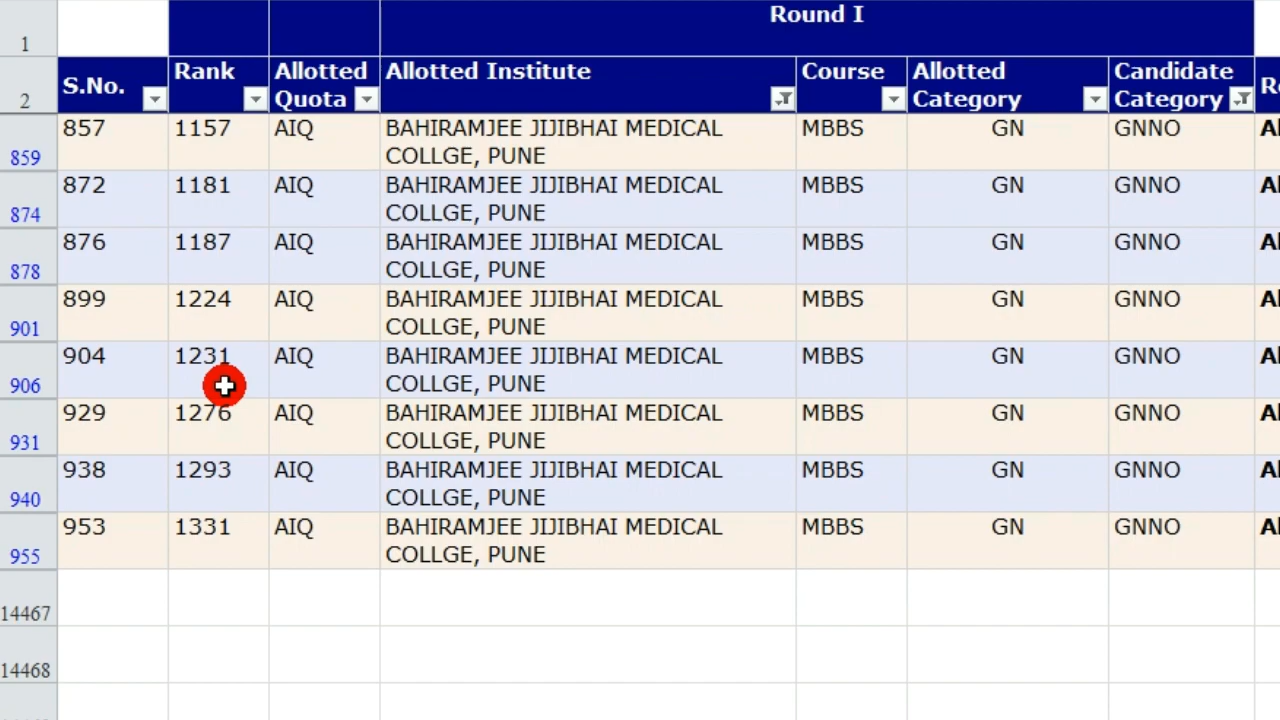 Round I
1
S.No. Rank Allotted Quota Allotted Institute Course Allotted Category Candidate Category
2
857 1157 AIQ BAHIRAMJEE JIJIBHAI MEDICAL COLLGE, PUNE MBBS GN GNNO
859
872 1181 AIQ BAHIRAMJEE JIJIBHAI MEDICAL COLLGE, PUNE MBBS GN GNNO
874
876 1187 AIQ BAHIRAMJEE JIJIBHAI MEDICAL COLLGE, PUNE MBBS GN GNNO
878
899 1224 AIQ BAHIRAMJEE JIJIBHAI MEDICAL COLLGE, PUNE MBBS GN GNNO
901
904 1231 AIQ BAHIRAMJEE JIJIBHAI MEDICAL COLLGE, PUNE MBBS GN GNNO
906
929 1276 AIQ BAHIRAMJEE JIJIBHAI MEDICAL COLLGE, PUNE MBBS GN GNNO
931
938 1293 AIQ BAHIRAMJEE JIJIBHAI MEDICAL COLLGE, PUNE MBBS GN GNNO
940
953 1331 AIQ BAHIRAMJEE JIJIBHAI MEDICAL COLLGE, PUNE MBBS GN GNNO
955
14467
14468